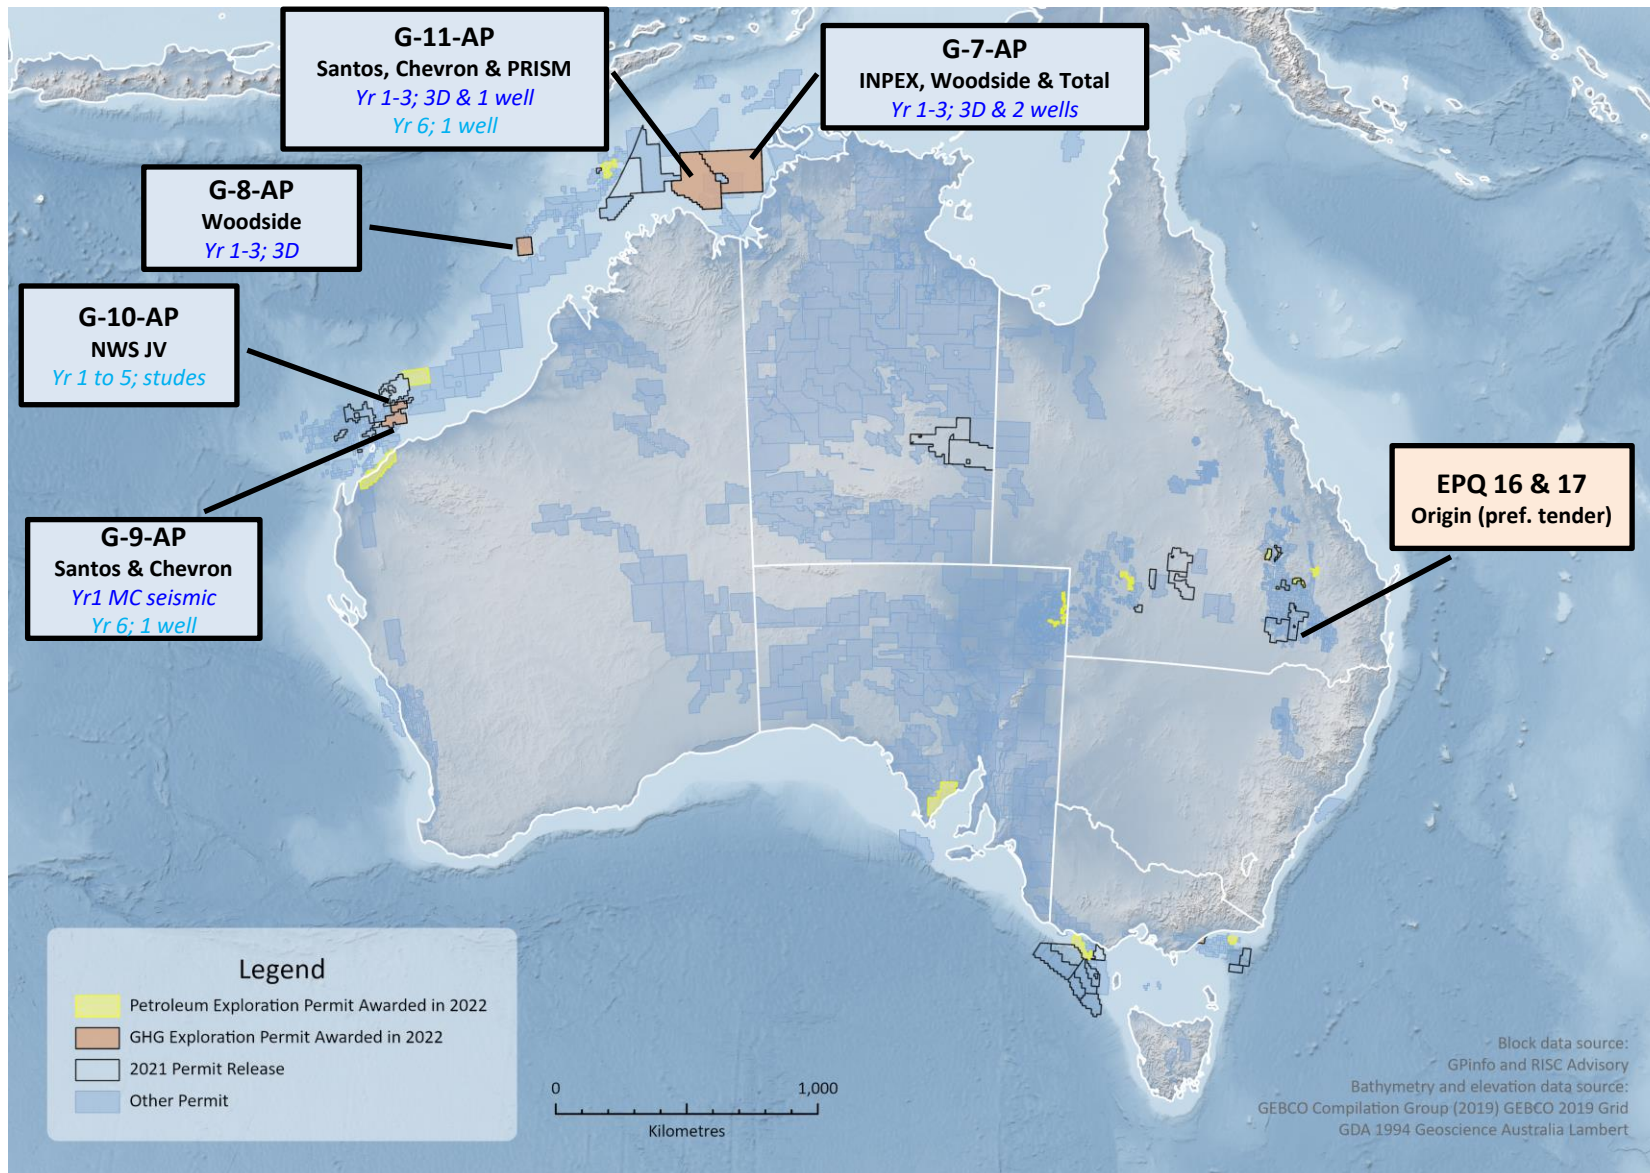 G-11-AP
Santos, Chevron & PRISM
Yr 1-3; 3D & 1 well
Yr 6; 1 well
G-7-AP
INPEX, Woodside & Total
Yr 1-3; 3D & 2 wells
G-8-AP
Woodside
Yr 1-3; 3D
G-10-AP
NWS JV
Yr 1 to 5; studes
G-9-AP
Santos & Chevron
Yr1 MC seismic
Yr 6; 1 well
EPQ 16 & 17
Origin (pref. tender)
Legend
Petroleum Exploration Permit Awarded in 2022
GHG Exploration Permit Awarded in 2022
2021 Permit Release
Other Permit
0 1,000
Kilometres
Block data source:
GPinfo and RISC Advisory
Bathymetry and elevation data source:
GEBCO Compilation Group (2019) GEBCO 2019 Grid
GDA 1994 Geoscience Australia Lambert